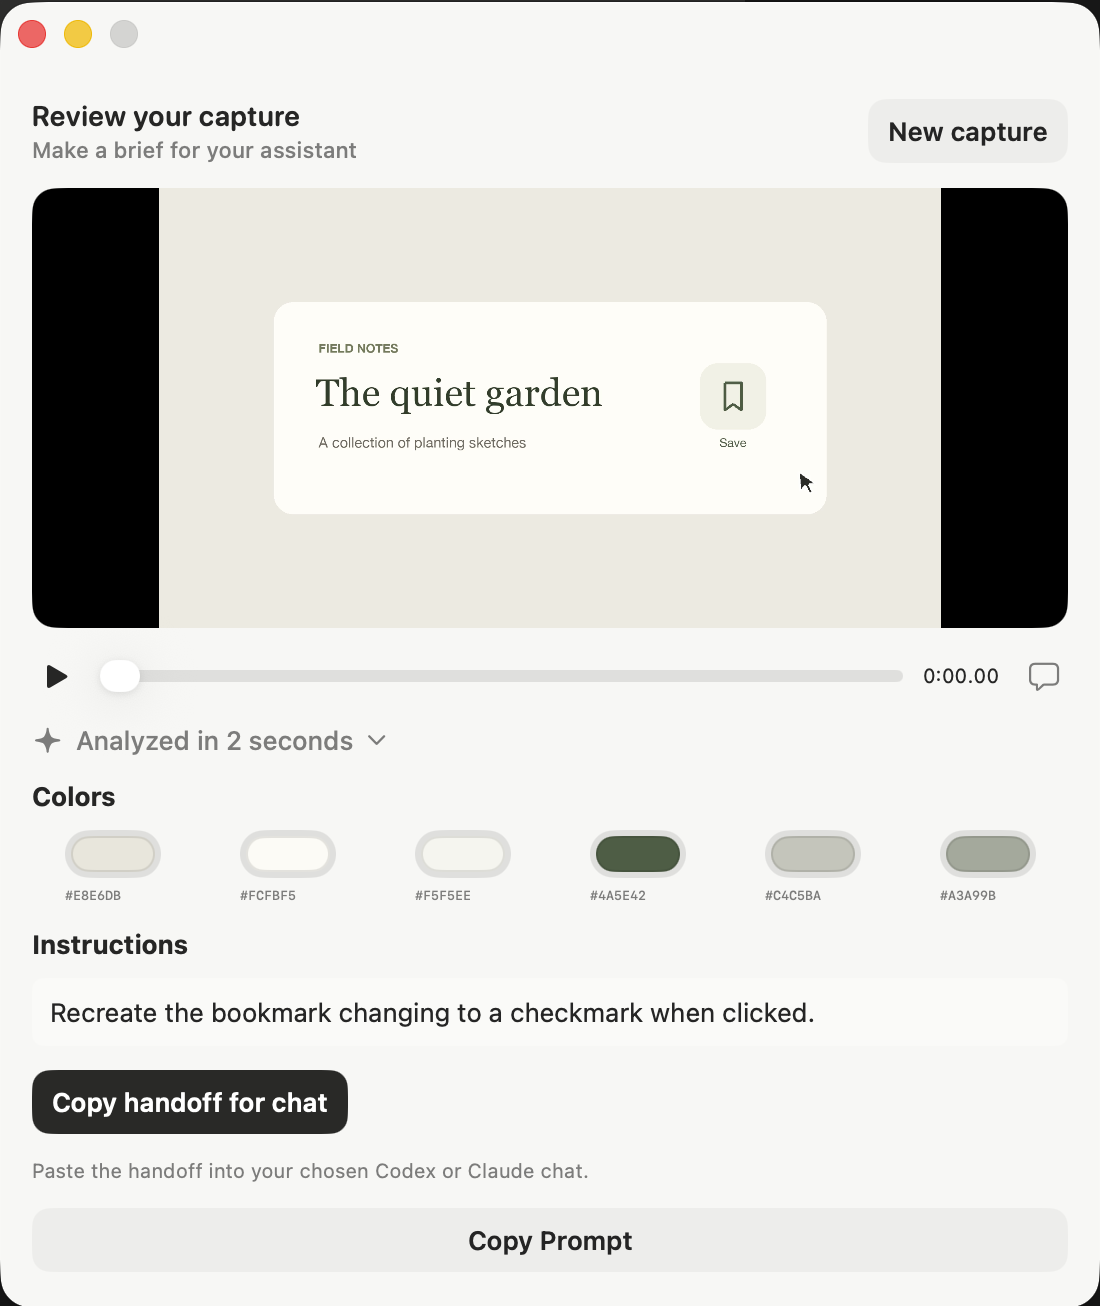 Review your capture
Make a brief for your assistant
New capture
FIELD NOTES
The quiet garden
A collection of planting sketches
Save
0:00.00
Analyzed in 2 seconds
Colors
#E8E6DB
#FCFBF5
#F5F5EE
#4A5E42
#C4C5BA
#A3A99B
Instructions
Recreate the bookmark changing to a checkmark when clicked.
Copy handoff for chat
Paste the handoff into your chosen Codex or Claude chat.
Copy Prompt